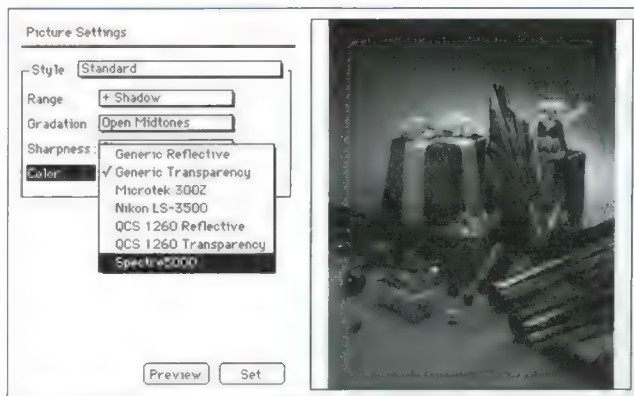 Picture Settings
Style Standard
Range + Shadow
Gradation Open Midtones
Sharpness:
Color
Generic Reflective
✓ Generic Transparency
Microtek 300Z
Nikon LS-3500
QCS 1260 Reflective
QCS 1260 Transparency
Spectre5000
Preview Set